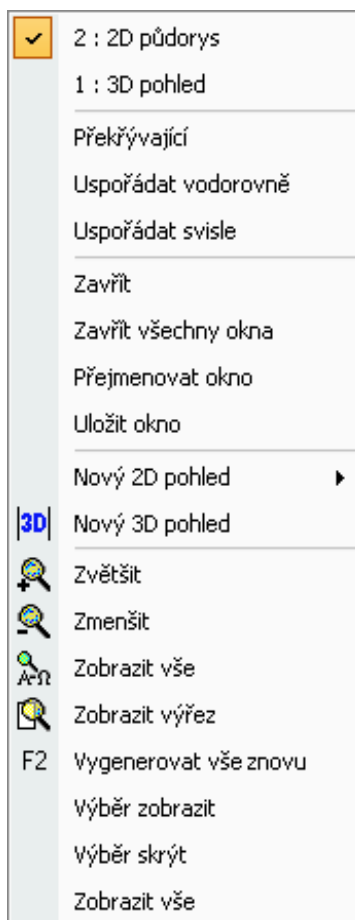 2 : 2D půdorys
1 : 3D pohled
Překřývající
Uspořádat vodorovně
Uspořádat svisle
Zavřít
Zavřít všechny okna
Přejmenovat okno
Uložit okno
Nový 2D pohled
3D Nový 3D pohled
Zvětšit
Zmenšit
A-Ω Zobrazit vše
Zobrazit výřez
F2 Vygenerovat vše znovu
Výběr zobrazit
Výběr skrýt
Zobrazit vše